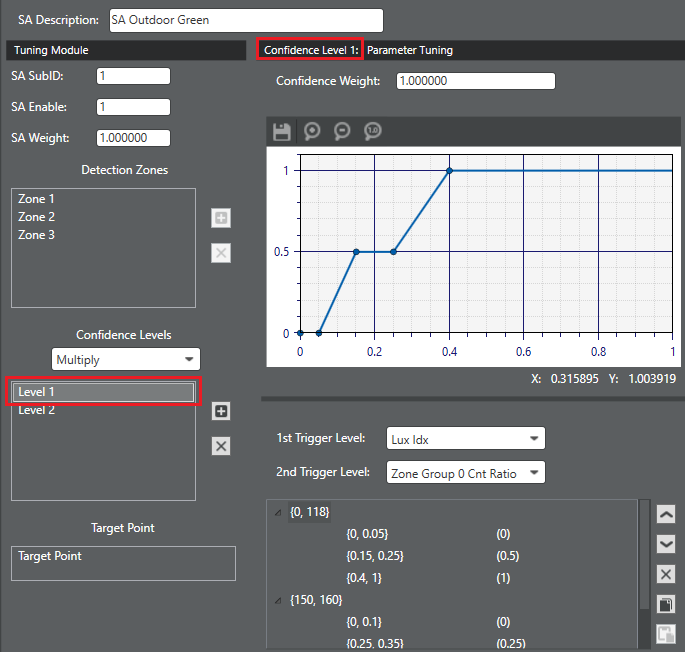 SA Description: SA Outdoor Green
Tuning Module
SA SubID: 1
SA Enable: 1
SA Weight: 1.000000
Detection Zones
Zone 1
Zone 2
Zone 3
Confidence Levels
Multiply
Level 1
Level 2
Target Point
Target Point
Confidence Level 1: Parameter Tuning
Confidence Weight: 1.000000
1.0
1
0.5
0
0 0.2 0.4 0.6 0.8 1
X: 0.315895 Y: 1.003919
1st Trigger Level: Lux Idx
2nd Trigger Level: Zone Group 0 Cnt Ratio
{0, 118}
{0, 0.05} (0)
{0.15, 0.25} (0.5)
{0.4, 1} (1)
{150, 160}
{0, 0.1} (0)
{0.25, 0.35} (0.25)